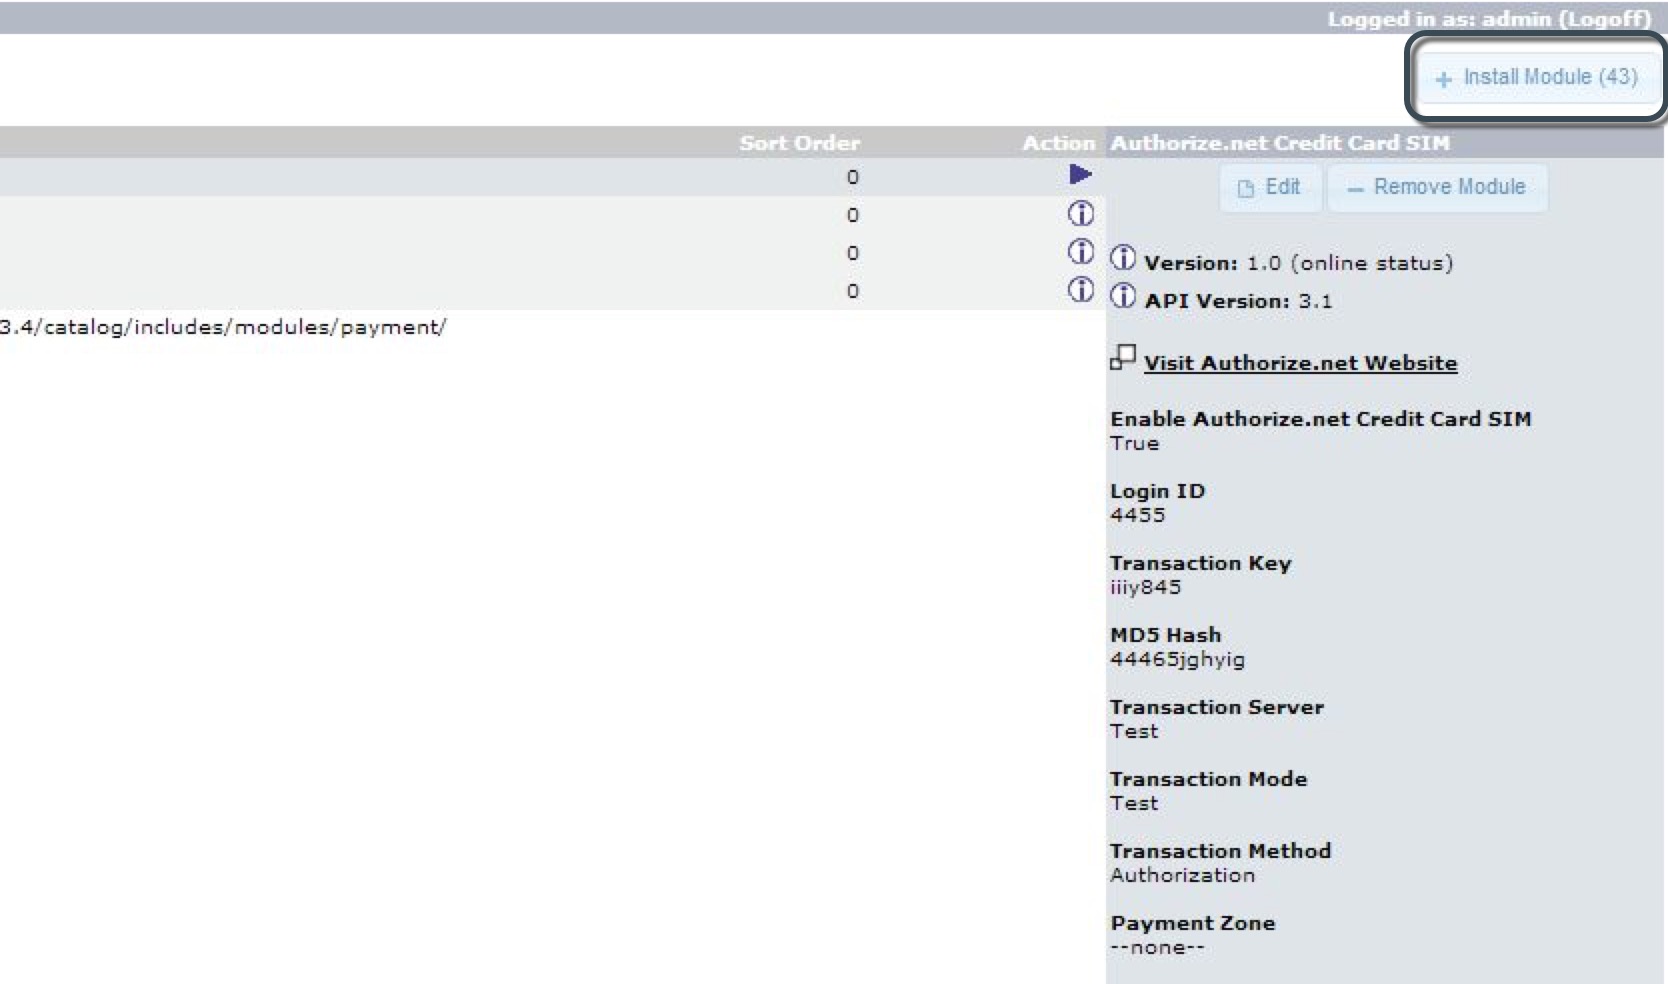 Logged in as: admin (Logoff)
+ Install Module (43)
Sort Order Action Authorize.net Credit Card SIM
0
Edit − Remove Module
0
0 Version: 1.0 (online status)
0 API Version: 3.1
3.4/catalog/includes/modules/payment/
Visit Authorize.net Website
Enable Authorize.net Credit Card SIM
True
Login ID
4455
Transaction Key
iiiy845
MD5 Hash
44465jghyig
Transaction Server
Test
Transaction Mode
Test
Transaction Method
Authorization
Payment Zone
--none--